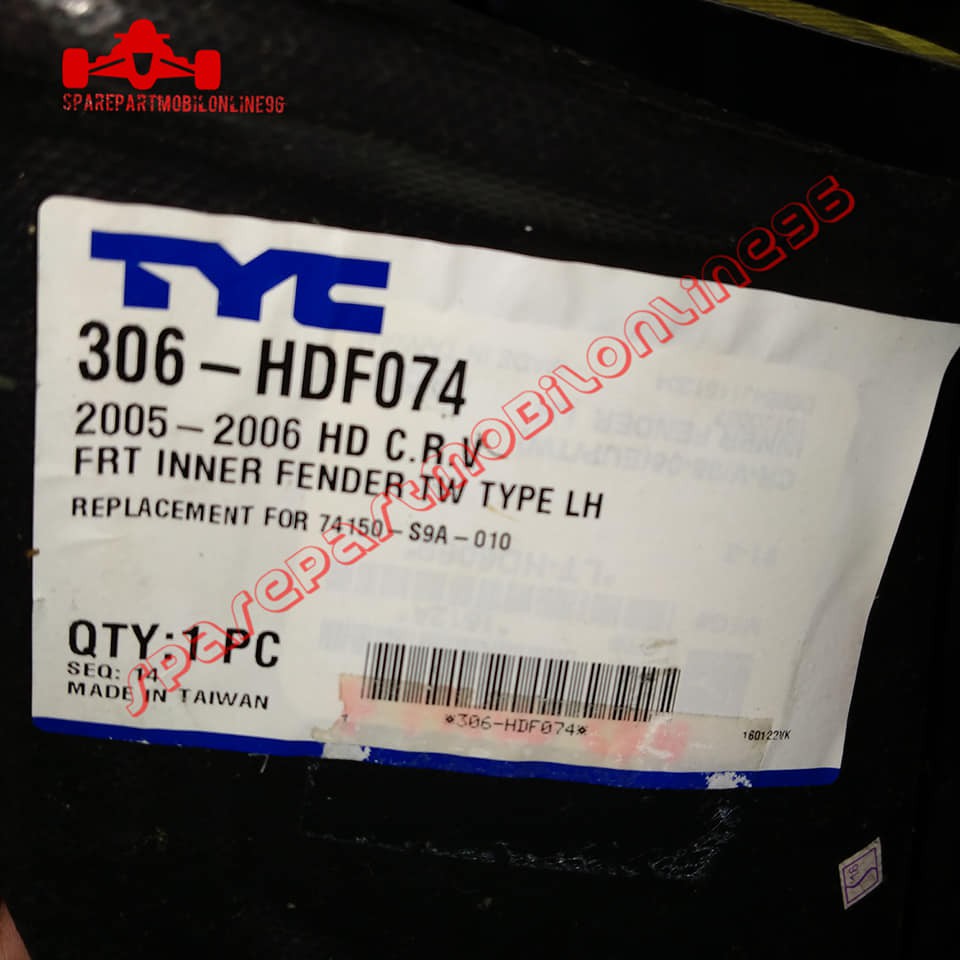 SPAREPARTMOBILONLINE96
TYC
306-HDF074
2005-2006 HD C.R.V
FRT INNER FENDER TW TYPE LH
REPLACEMENT FOR 74150-S9A-010
QTY:1 PC
SEQ: 14
MADE IN TAIWAN
*306-HDF074*
160122VK
sparepartmobilonline96